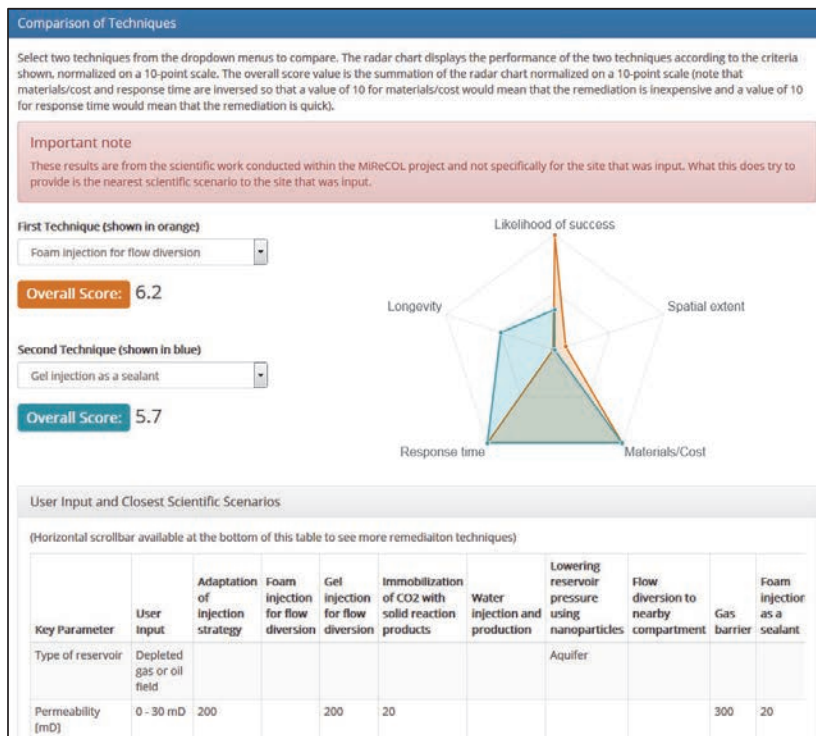 Comparison of Techniques
Select two techniques from the dropdown menus to compare. The radar chart displays the performance of the two techniques according to the criteria
shown, normalized on a 10-point scale. The overall score value is the summation of the radar chart normalized on a 10-point scale (note that
materials/cost and response time are inversed so that a value of 10 for materials/cost would mean that the remediation is inexpensive and a value of 10
for response time would mean that the remediation is quick).
Important note
These results are from the scientific work conducted within the MiReCOL project and not specifically for the site that was input. What this does try to
provide is the nearest scientific scenario to the site that was input.
First Technique (shown in orange)
Foam injection for flow diversion
Overall Score: 6.2
Second Technique (shown in blue)
Gel injection as a sealant
Overall Score: 5.7
Likelihood of success
Longevity
Spatial extent
Response time
Materials/Cost
User Input and Closest Scientific Scenarios
(Horizontal scrollbar available at the bottom of this table to see more remediaiton techniques)
Key Parameter
User
Input
Adaptation
of
injection
strategy
Foam
injection
for flow
diversion
Gel
injection
for flow
diversion
Immobilization
of CO2 with
solid reaction
products
Water
injection and
production
Lowering
reservoir
pressure
using
nanoparticles
Flow
diversion to
nearby
compartment
Gas
barrier
Foam
injection
as a
sealant
Type of reservoir
Depleted
gas or oil
field
Aquifer
Permeability
[mD]
0 - 30 mD
200
200
20
300
20